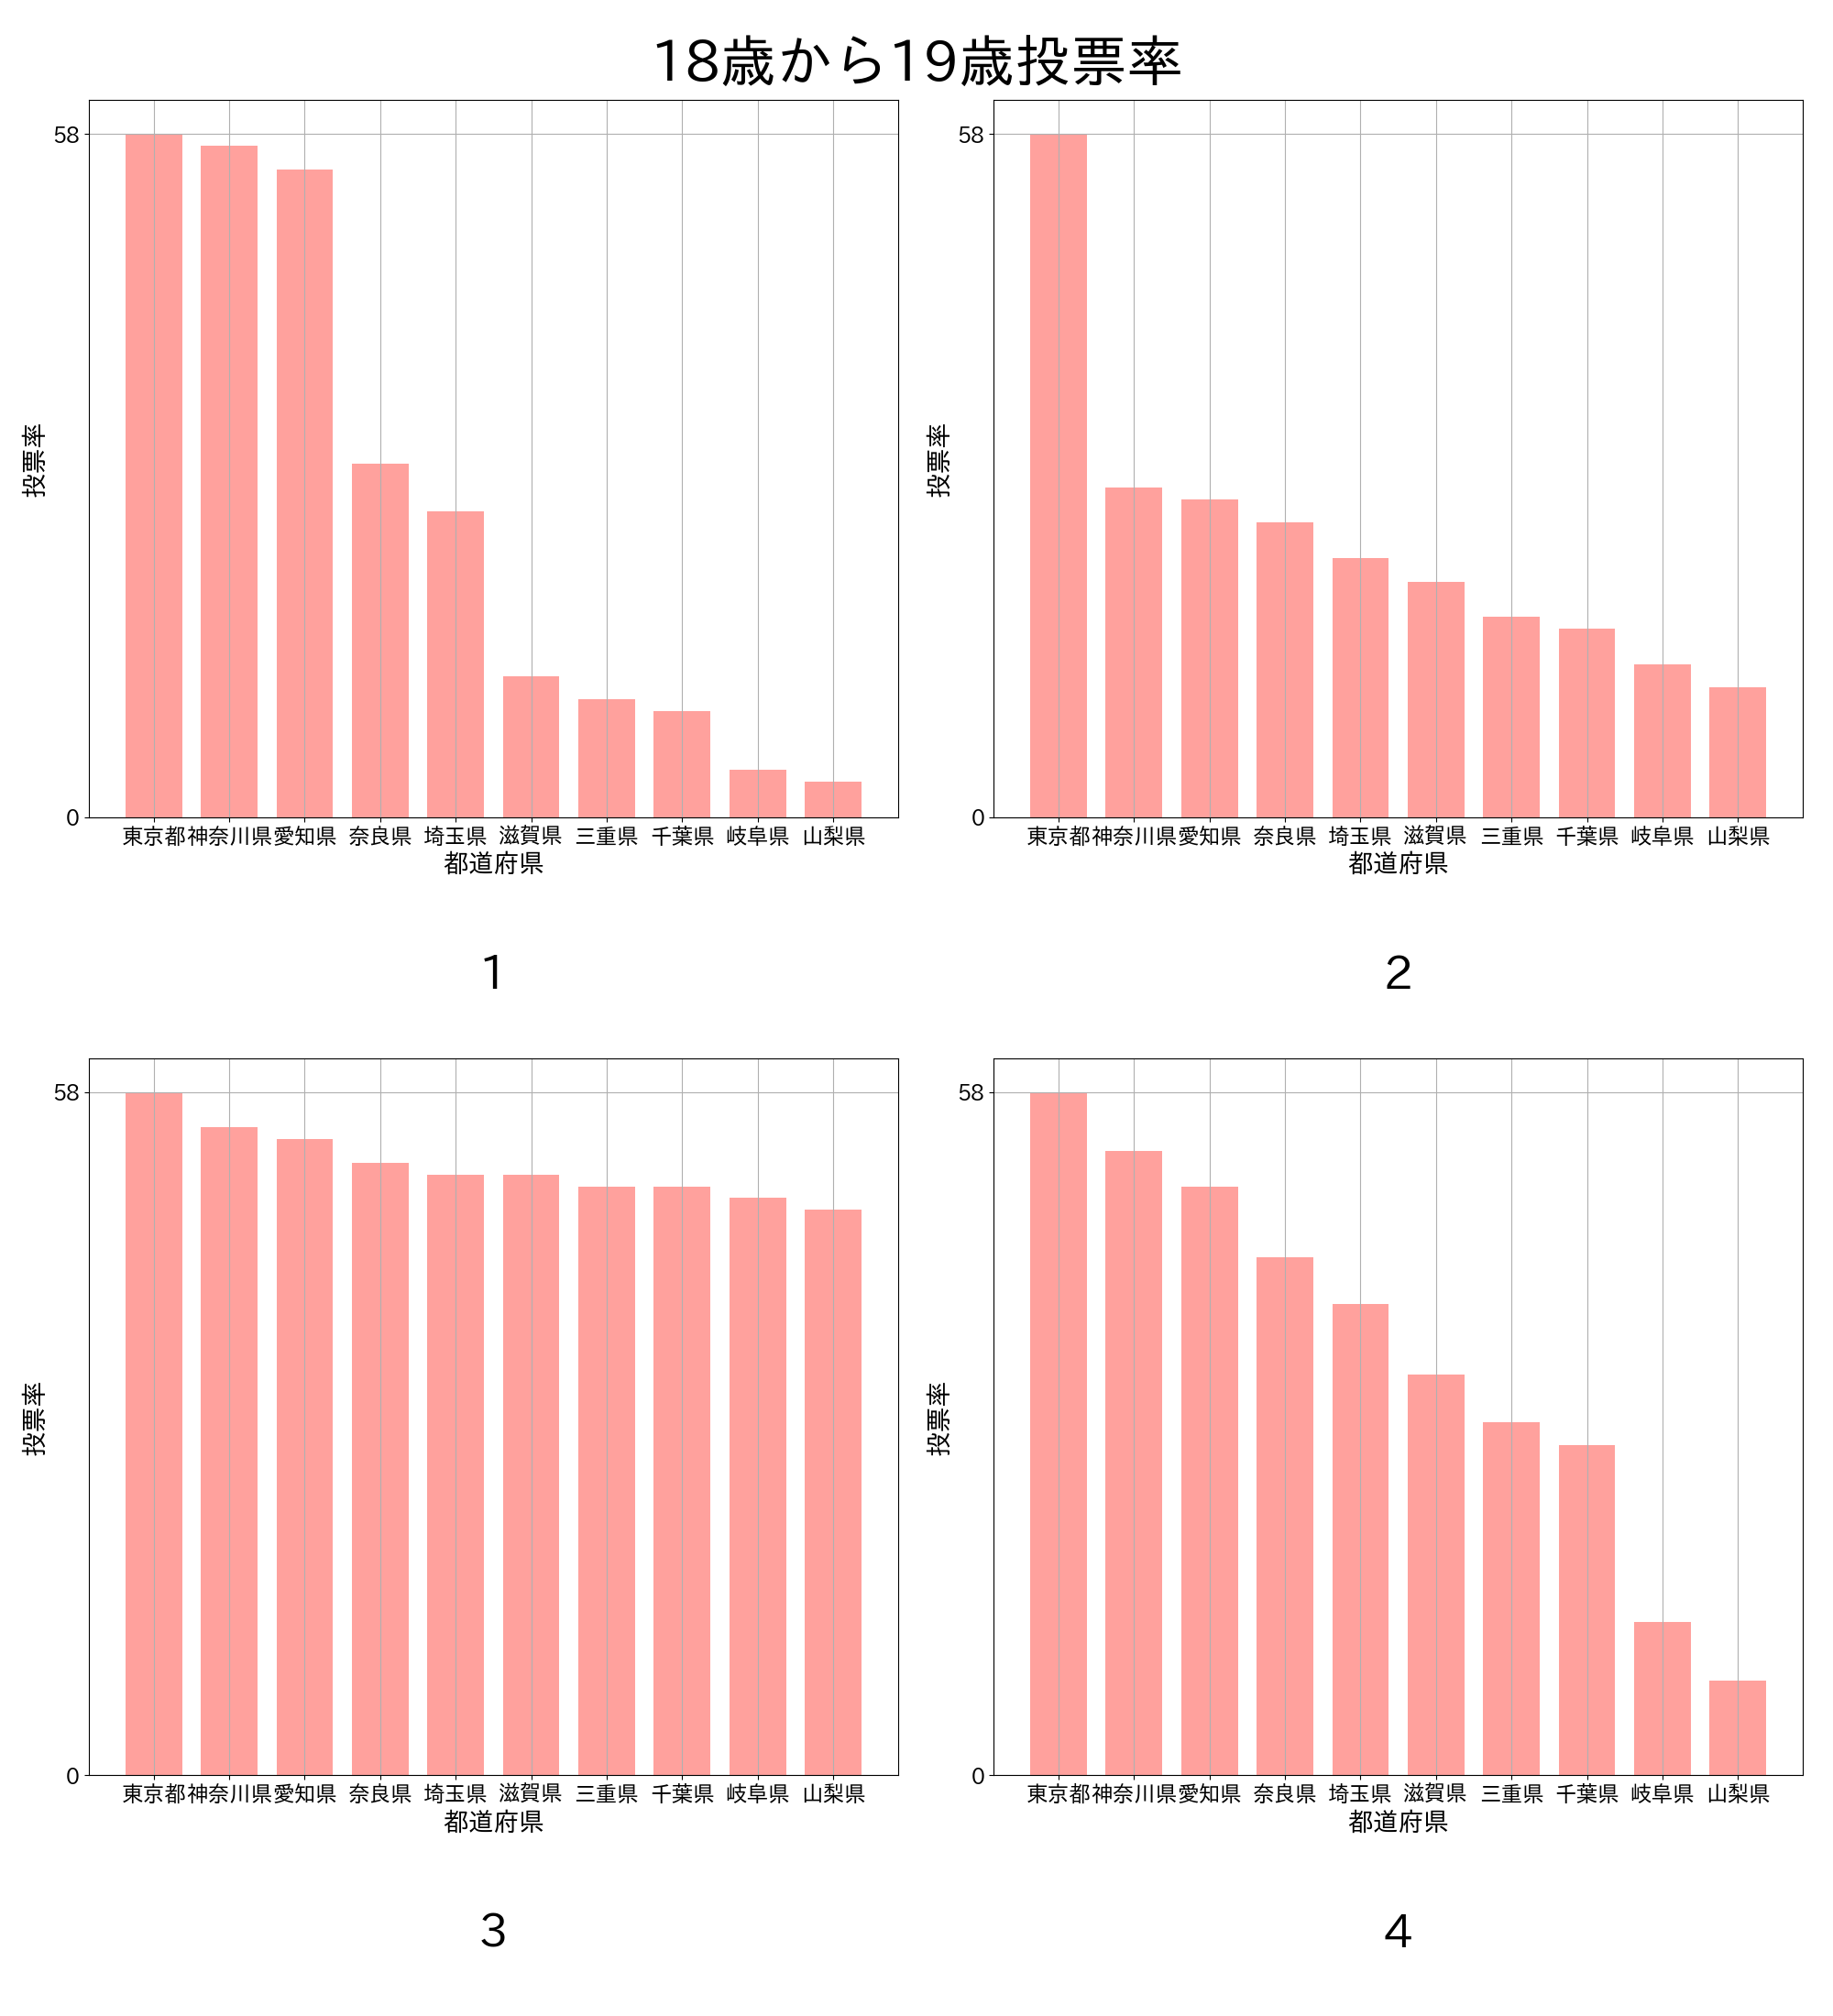 18歳から19歳投票率
58
0
投票率
東京都 神奈川県 愛知県 奈良県 埼玉県 滋賀県 三重県 千葉県 岐阜県 山梨県
都道府県
1
58
0
投票率
東京都 神奈川県 愛知県 奈良県 埼玉県 滋賀県 三重県 千葉県 岐阜県 山梨県
都道府県
2
58
0
投票率
東京都 神奈川県 愛知県 奈良県 埼玉県 滋賀県 三重県 千葉県 岐阜県 山梨県
都道府県
3
58
0
投票率
東京都 神奈川県 愛知県 奈良県 埼玉県 滋賀県 三重県 千葉県 岐阜県 山梨県
都道府県
4